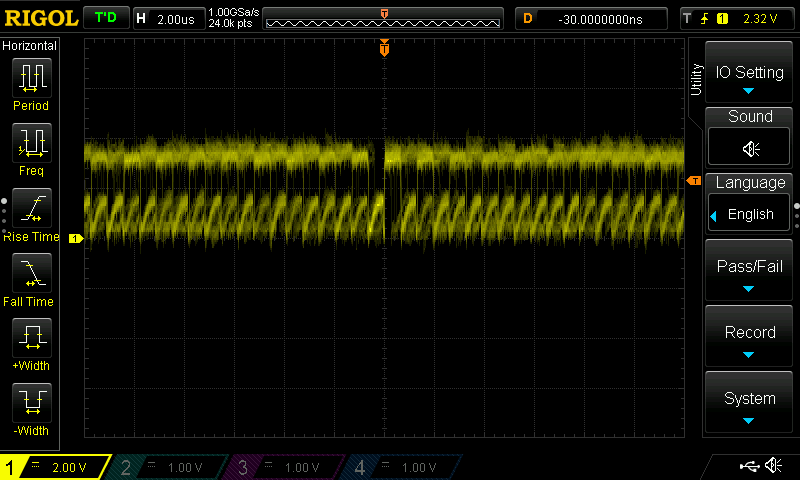 RIGOL T'D H 2.00us 1.00GSa/s 24.0k pts T D -30.0000000ns T 1 2.32 V
Horizontal
Period
Freq
Rise Time
Fall Time
+Width
-Width
T
T
1
Utility
IO Setting
Sound
Language
English
Pass/Fail
Record
System
1 2.00 V 2 1.00 V 3 1.00 V 4 1.00 V